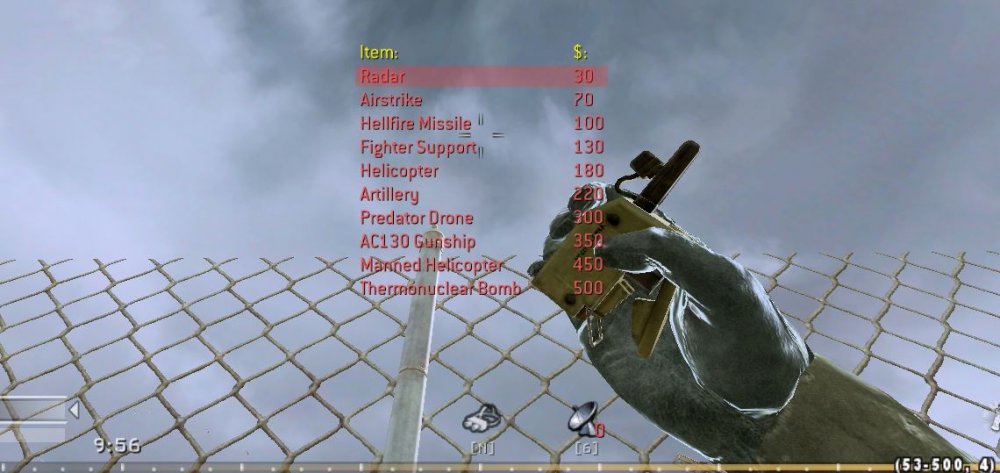 Item: $:
Radar 30
Airstrike 70
Hellfire Missile 100
Fighter Support 130
Helicopter 180
Artillery 220
Predator Drone 300
AC130 Gunship 350
Manned Helicopter 450
Thermonuclear Bomb 500
0
9:56 [N] [6]
(53-500, 4)